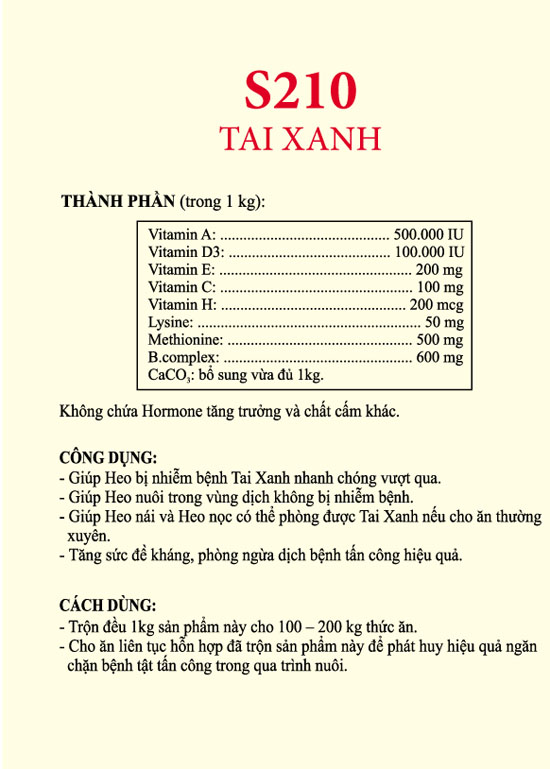 S210
TAI XANH
THÀNH PHẦN (trong 1 kg):
Vitamin A: ........................................... 500.000 IU
Vitamin D3: ......................................... 100.000 IU
Vitamin E: ................................................. 200 mg
Vitamin C: ................................................. 100 mg
Vitamin H: ............................................... 200 mcg
Lysine: ......................................................... 50 mg
Methionine: ............................................... 500 mg
B.complex: ................................................ 600 mg
CaCO₃: bổ sung vừa đủ 1kg.
Không chứa Hormone tăng trưởng và chất cấm khác.
CÔNG DỤNG:
- Giúp Heo bị nhiễm bệnh Tai Xanh nhanh chóng vượt qua.
- Giúp Heo nuôi trong vùng dịch không bị nhiễm bệnh.
- Giúp Heo nái và Heo nọc có thể phòng được Tai Xanh nếu cho ăn thường
xuyên.
- Tăng sức đề kháng, phòng ngừa dịch bệnh tấn công hiệu quả.
CÁCH DÙNG:
- Trộn đều 1kg sản phẩm này cho 100 – 200 kg thức ăn.
- Cho ăn liên tục hỗn hợp đã trộn sản phẩm này để phát huy hiệu quả ngăn
chặn bệnh tật tấn công trong qua trình nuôi.